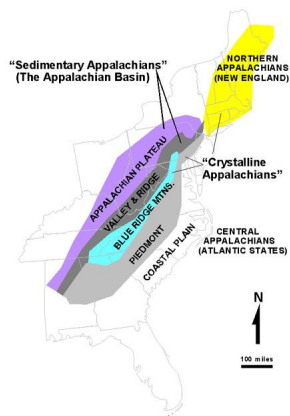 NORTHERN
APPALACHIANS
(NEW ENGLAND)
“Sedimentary Appalachians”
(The Appalachian Basin)
“Crystalline
Appalachians”
APPALACHIAN PLATEAU
VALLEY & RIDGE
BLUE RIDGE MTNS.
PIEDMONT
COASTAL PLAIN
CENTRAL
APPALACHIANS
(ATLANTIC STATES)
N
100 miles